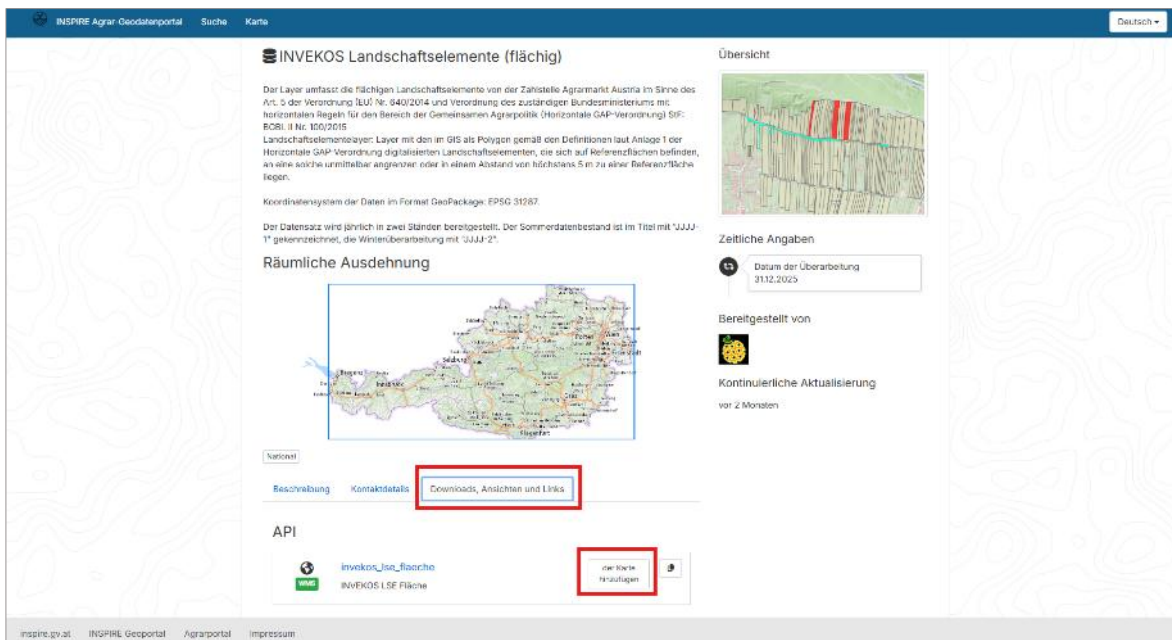 INSPIRE Agrar-Geodatenportal Suche Karte Deutsch
INVEKOS Landschaftselemente (flächig)
Der Layer umfasst die flächigen Landschaftselemente von der Zahlstelle Agrarmarkt Austria im Sinne des
Art. 5 der Verordnung (EU) Nr. 640/2014 und Verordnung des zuständigen Bundesministeriums mit
horizontalen Regeln für den Bereich der Gemeinsamen Agrarpolitik (Horizontale GAP-Verordnung) StF:
BGBl. II Nr. 100/2015
Landschaftselementelayer: Layer mit den im GIS als Polygon gemäß den Definitionen laut Anlage 1 der
Horizontale GAP-Verordnung digitalisierten Landschaftselementen, die sich auf Referenzflächen befinden,
an eine solche unmittelbar angrenzen oder in einem Abstand von höchstens 5 m zu einer Referenzfläche
liegen.
Koordinatensystem der Daten im Format GeoPackage: EPSG 31287.
Der Datensatz wird jährlich in zwei Ständen bereitgestellt. Der Sommerdatenbestand ist im Titel mit "JJJJ-
1" gekennzeichnet, die Winterüberarbeitung mit "JJJJ-2".
Räumliche Ausdehnung
Wien
Salzburg
Bregenz
Innsbruck
Graz
Klagenfurt
National
Beschreibung Kontaktdetails Downloads, Ansichten und Links
API
invekos_lse_flaeche
WMS
INVEKOS LSE Fläche
der Karte
hinzufügen
Übersicht
Zeitliche Angaben
Datum der Überarbeitung
31.12.2025
Bereitgestellt von
Kontinuierliche Aktualisierung
vor 2 Monaten
inspire.gv.at INSPIRE Geoportal Agrarportal Impressum